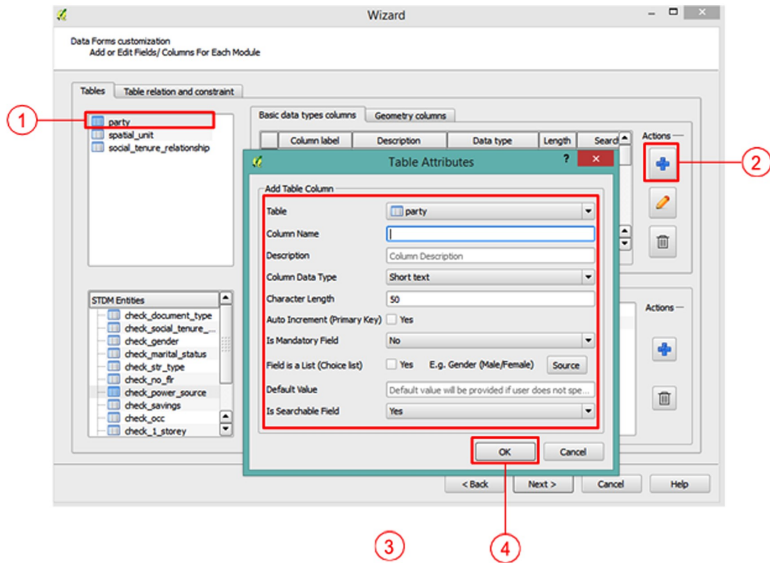 Wizard
Data Forms customization
Add or Edit Fields/ Columns For Each Module
Tables
Table relation and constraint
1
party
spatial_unit
social_tenure_relationship
Basic data types columns
Geometry columns
Column label
Description
Data type
Length
Actions
2
Table Attributes
?
Add Table Column
Table
party
Column Name
Description
Column Description
Column Data Type
Short text
Character Length
50
Auto Increment (Primary Key)
Yes
Is Mandatory Field
No
Field is a List (Choice list)
Yes
E.g. Gender (Male/Female)
Source
Default Value
Default value will be provided if user does not spe...
Is Searchable Field
Yes
OK
Cancel
STDM Entities
check_document_type
check_social_tenure_...
check_gender
check_marital_status
check_str_type
check_no_flr
check_power_source
check_savings
check_occ
check_1_storey
Actions
< Back
Next >
Cancel
Help
3
4